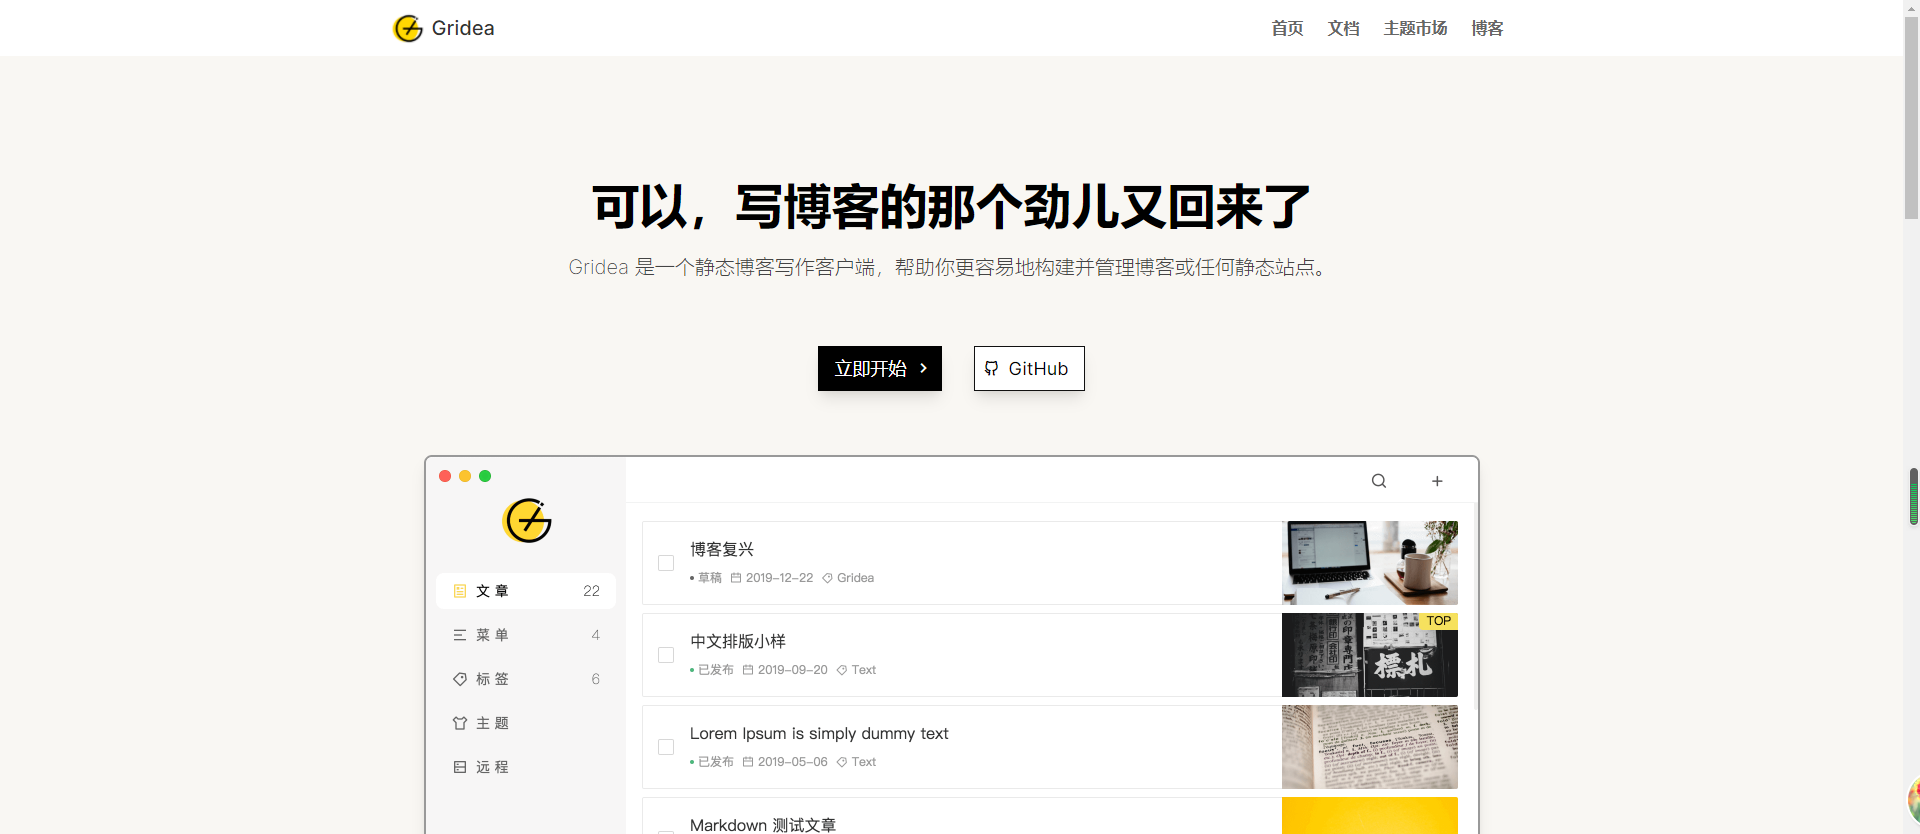 Gridea
首页 文档 主题市场 博客
可以，写博客的那个劲儿又回来了
Gridea 是一个静态博客写作客户端，帮助你更容易地构建并管理博客或任何静态站点。
立即开始
GitHub
文章 22
菜单 4
标签 6
主题
远程
博客复兴
草稿 2019-12-22 Gridea
中文排版小样
已发布 2019-09-20 Text
TOP
標札
Lorem Ipsum is simply dummy text
已发布 2019-05-06 Text
Markdown 测试文章